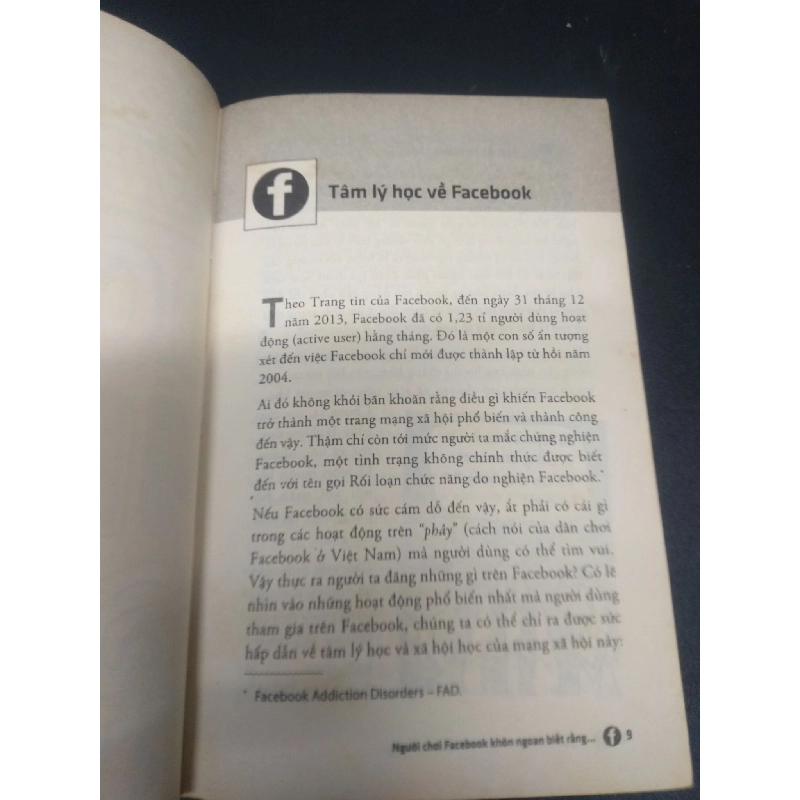 f
Tâm lý học về Facebook
Theo Trang tin của Facebook, đến ngày 31 tháng 12
năm 2013, Facebook đã có 1,23 tỉ người dùng hoạt
động (active user) hằng tháng. Đó là một con số ấn tượng
xét đến việc Facebook chỉ mới được thành lập từ hồi năm
2004.
Ai đó không khỏi băn khoăn rằng điều gì khiến Facebook
trở thành một trang mạng xã hội phổ biến và thành công
đến vậy. Thậm chí còn tới mức người ta mắc chứng nghiện
Facebook, một tình trạng không chính thức được biết
đến với tên gọi Rối loạn chức năng do nghiện Facebook.*
Nếu Facebook có sức cám dỗ đến vậy, ắt phải có cái gì
trong các hoạt động trên "phây" (cách nói của dân chơi
Facebook ở Việt Nam) mà người dùng có thể tìm vui.
Vậy thực ra người ta đăng những gì trên Facebook? Có lẽ
nhìn vào những hoạt động phổ biến nhất mà người dùng
tham gia trên Facebook, chúng ta có thể chỉ ra được sức
hấp dẫn về tâm lý học và xã hội học của mạng xã hội này:
* Facebook Addiction Disorders – FAD.
Người chơi Facebook khôn ngoan biết rằng... f 9